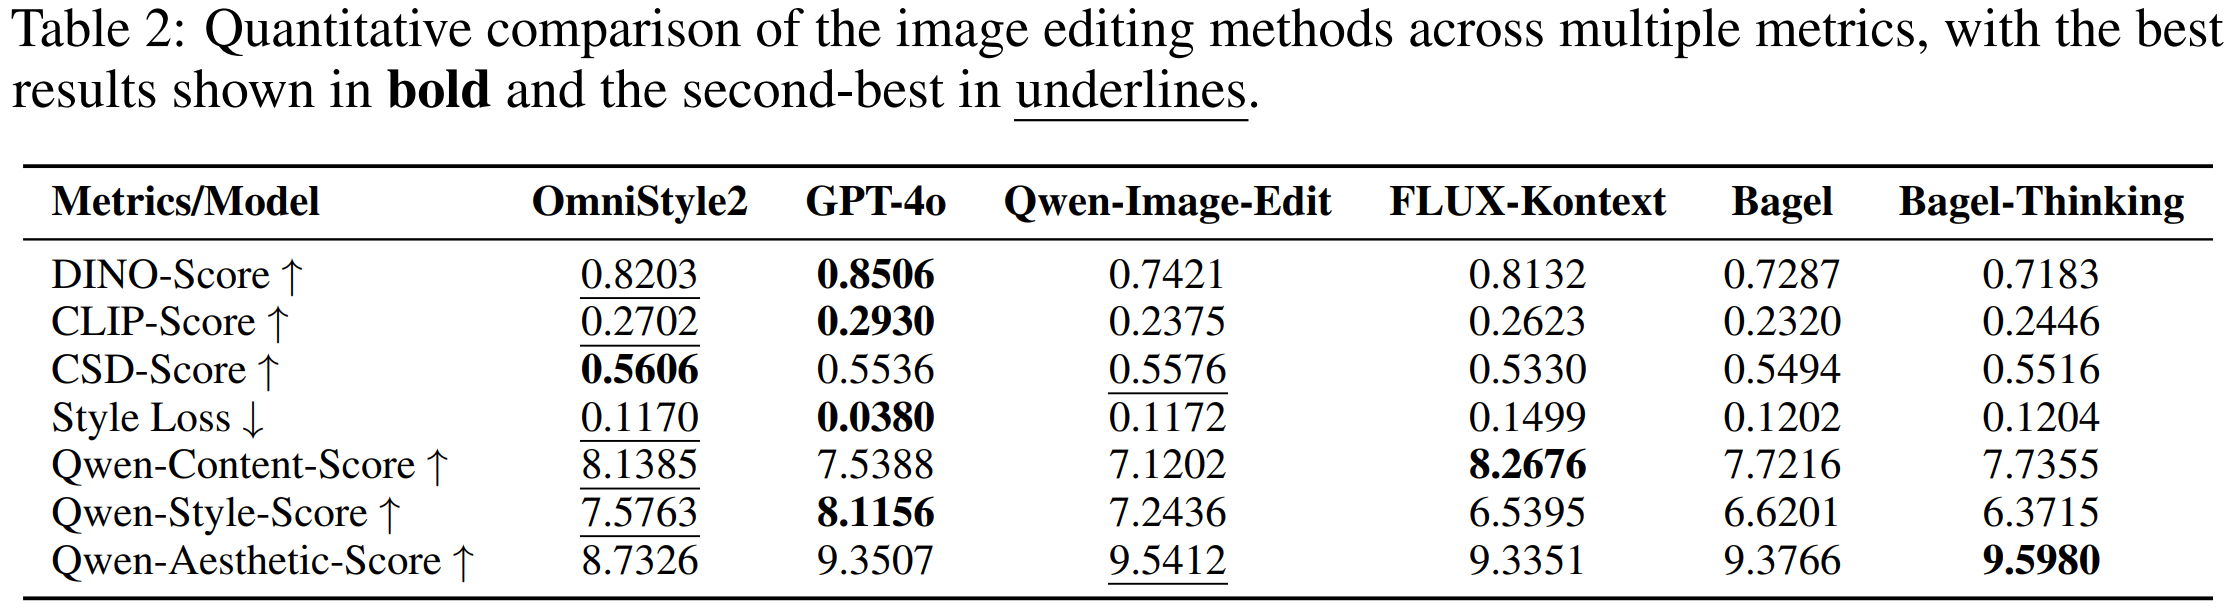 Table 2: Quantitative comparison of the image editing methods across multiple metrics, with the best
results shown in bold and the second-best in underlines.
Metrics/Model OmniStyle2 GPT-4o Qwen-Image-Edit FLUX-Kontext Bagel Bagel-Thinking
DINO-Score ↑ 0.8203 0.8506 0.7421 0.8132 0.7287 0.7183
CLIP-Score ↑ 0.2702 0.2930 0.2375 0.2623 0.2320 0.2446
CSD-Score ↑ 0.5606 0.5536 0.5576 0.5330 0.5494 0.5516
Style Loss ↓ 0.1170 0.0380 0.1172 0.1499 0.1202 0.1204
Qwen-Content-Score ↑ 8.1385 7.5388 7.1202 8.2676 7.7216 7.7355
Qwen-Style-Score ↑ 7.5763 8.1156 7.2436 6.5395 6.6201 6.3715
Qwen-Aesthetic-Score ↑ 8.7326 9.3507 9.5412 9.3351 9.3766 9.5980